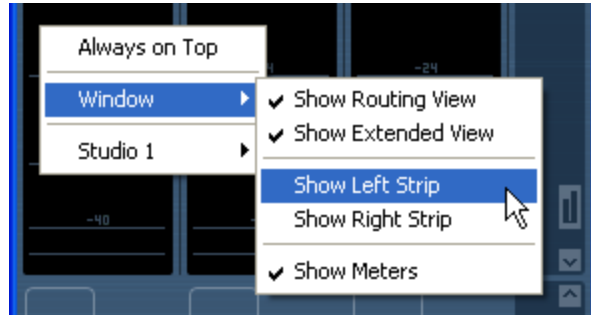 Always on Top
-24
Window
Show Routing View
Show Extended View
Studio 1
Show Left Strip
Show Right Strip
-40
Show Meters